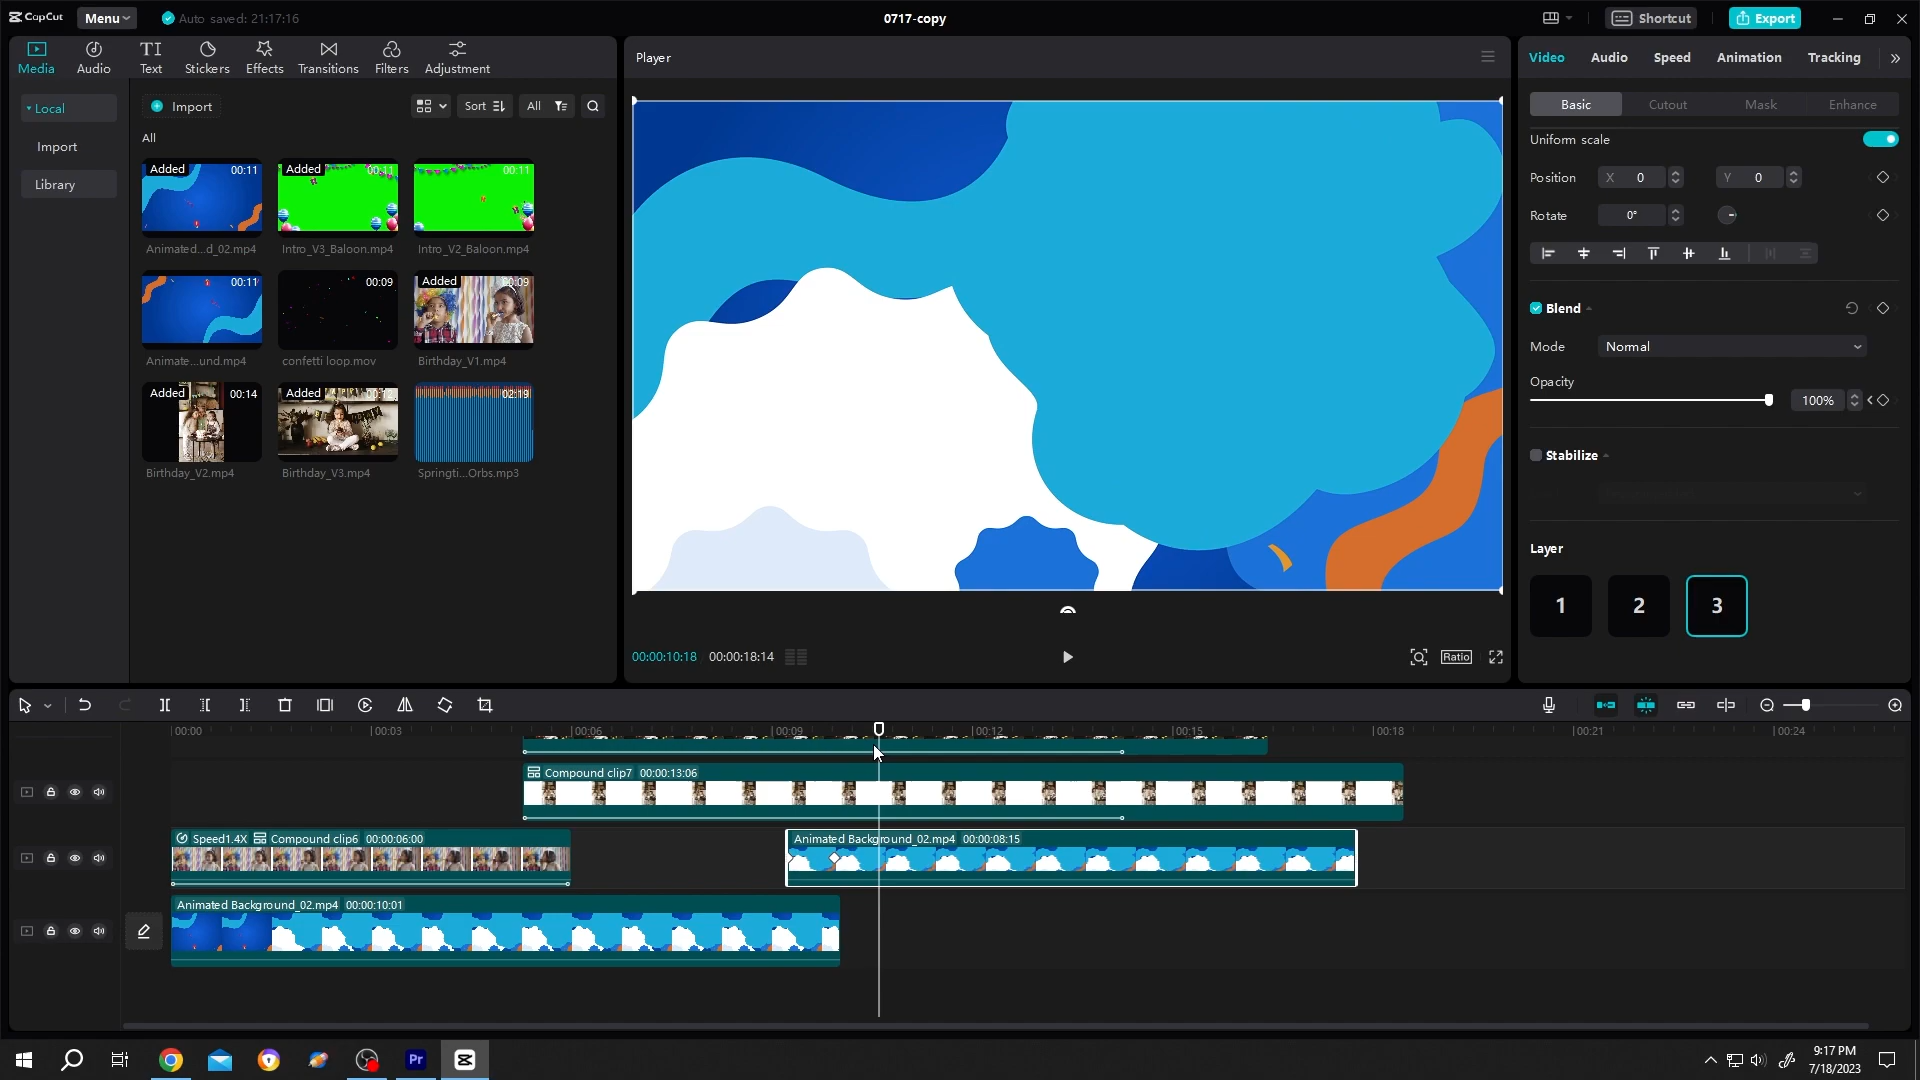 CapCut
Menu
Auto saved: 21:17:16
0717-copy
Shortcut
Export
Media
Audio
Text
Stickers
Effects
Transitions
Filters
Adjustment
Player
Video
Audio
Speed
Animation
Tracking
Local
Import
Library
Import
Sort
All
All
Added 00:11
Added 00:11
00:11
Animated...d_02.mp4
Intro_V3_Baloon.mp4
Intro_V2_Baloon.mp4
00:11
00:09
Added 00:09
Animate...und.mp4
confetti loop.mov
Birthday_V1.mp4
Added 00:14
Added 00:12
02:19
Birthday_V2.mp4
Birthday_V3.mp4
Springti...Orbs.mp3
Basic
Cutout
Mask
Enhance
Uniform scale
Position X 0 Y 0
Rotate 0°
Blend
Mode Normal
Opacity
100%
Stabilize
Layer
1 2 3
00:00:10:18 00:00:18:14
Ratio
00:00 00:03 00:06 00:09 00:12 00:15 00:18 00:21 00:24
Compound clip7 00:00:13:06
Speed1.4X Compound clip6 00:00:06:00
Animated Background_02.mp4 00:00:08:15
Animated Background_02.mp4 00:00:10:01
Pr
9:17 PM
7/18/2023